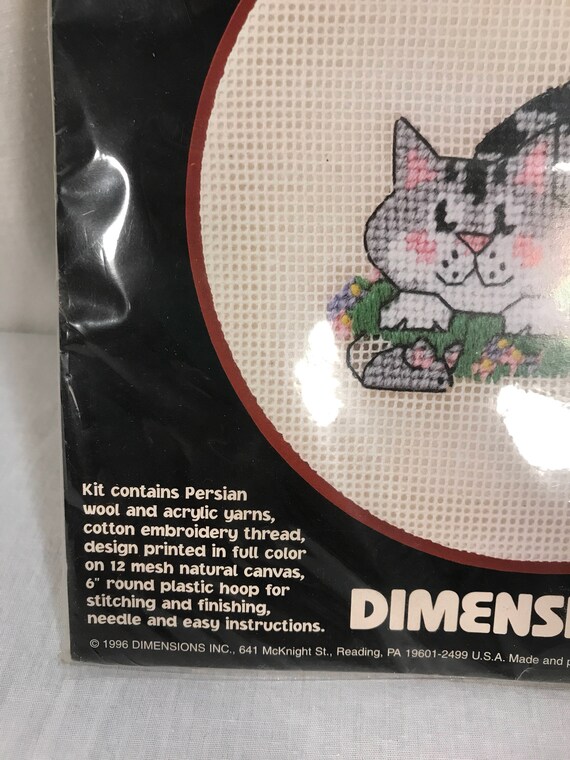 Kit contains Persian
wool and acrylic yarns,
cotton embroidery thread,
design printed in full color
on 12 mesh natural canvas,
6" round plastic hoop for
stitching and finishing,
needle and easy instructions.
DIMENS
© 1996 DIMENSIONS INC., 641 McKnight St., Reading, PA 19601-2499 U.S.A. Made and